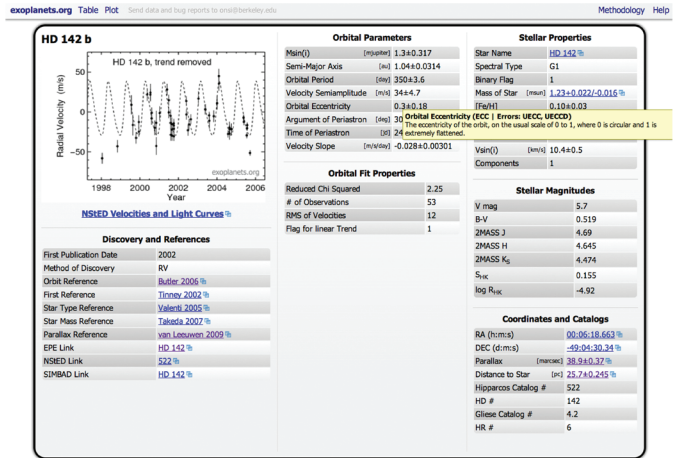 exoplanets.org Table Plot Send data and bug reports to onsi@berkeley.edu Methodology Help
HD 142 b
HD 142 b, trend removed
Radial Velocity (m/s)
50
0
−50
exoplanets.org
1998 2000 2002 2004 2006
Year
NStED Velocities and Light Curves
Discovery and References
First Publication Date 2002
Method of Discovery RV
Orbit Reference Butler 2006
First Reference Tinney 2002
Star Type Reference Valenti 2005
Star Mass Reference Takeda 2007
Parallax Reference van Leeuwen 2009
EPE Link HD 142
NStED Link 522
SIMBAD Link HD 142
Orbital Parameters
Msin(i) [mjupiter] 1.3±0.317
Semi-Major Axis [au] 1.04±0.0314
Orbital Period [day] 350±3.6
Velocity Semiamplitude [m/s] 34±4.7
Orbital Eccentricity 0.3±0.18
Argument of Periastron [deg] 30
Time of Periastron [jd] 24
Velocity Slope [m/s/day] -0.028±0.00301
Orbital Eccentricity (ECC | Errors: UECC, UECCD)
The eccentricity of the orbit, on the usual scale of 0 to 1, where 0 is circular and 1 is
extremely flattened.
Orbital Fit Properties
Reduced Chi Squared 2.25
# of Observations 53
RMS of Velocities 12
Flag for linear Trend 1
Stellar Properties
Star Name HD 142
Spectral Type G1
Binary Flag 1
Mass of Star [msun] 1.23+0.022/-0.016
[Fe/H] 0.10±0.03
Vsin(i) [km/s] 10.4±0.5
Components 1
Stellar Magnitudes
V mag 5.7
B-V 0.519
2MASS J 4.69
2MASS H 4.645
2MASS KS 4.474
SHK 0.155
log RHK -4.92
Coordinates and Catalogs
RA (h:m:s) 00:06:18.663
DEC (d:m:s) -49:04:30.34
Parallax [marcsec] 38.9±0.37
Distance to Star [pc] 25.7±0.245
Hipparcos Catalog # 522
HD # 142
Gliese Catalog # 4.2
HR # 6